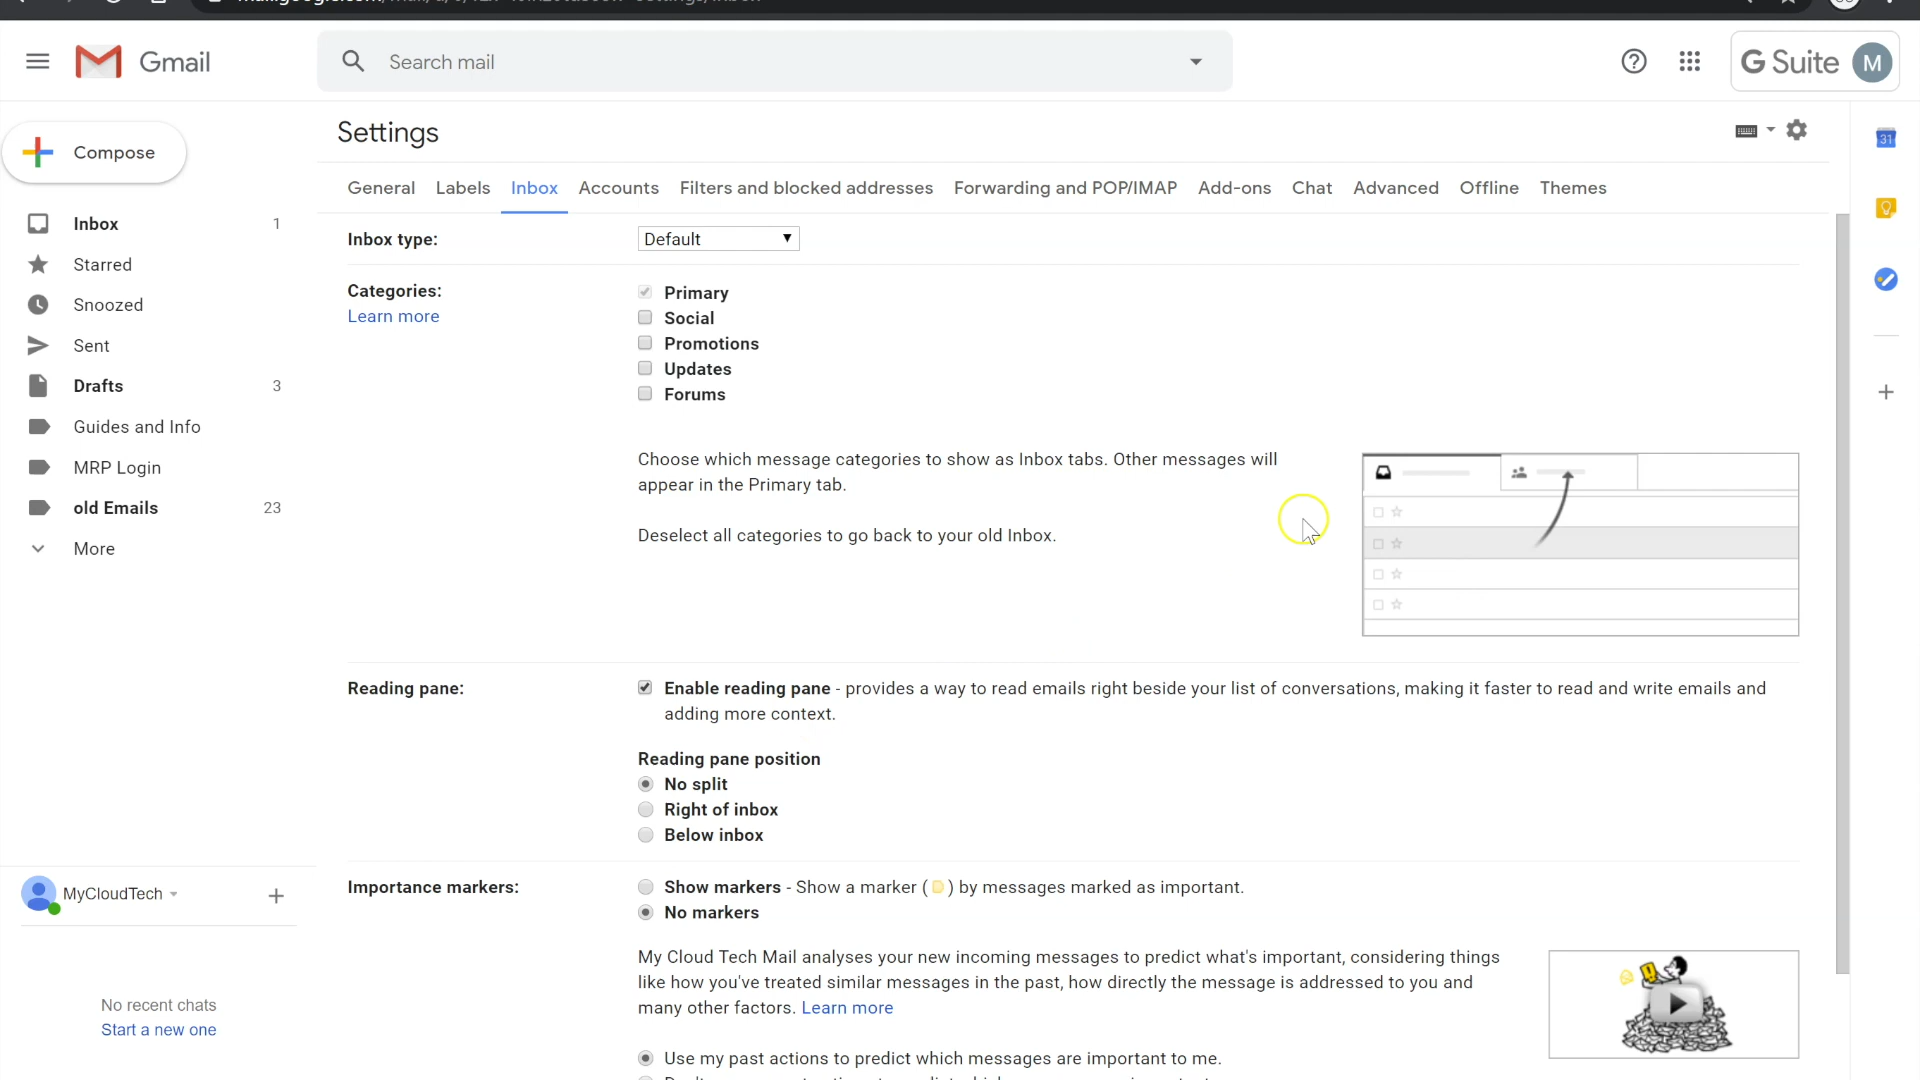 Gmail
Search mail
G Suite M
Compose
Settings
31
General Labels Inbox Accounts Filters and blocked addresses Forwarding and POP/IMAP Add-ons Chat Advanced Offline Themes
Inbox 1
Starred
Snoozed
Sent
Drafts 3
Guides and Info
MRP Login
old Emails 23
More
Inbox type:
Default
Categories:
Learn more
Primary
Social
Promotions
Updates
Forums
Choose which message categories to show as Inbox tabs. Other messages will
appear in the Primary tab.
Deselect all categories to go back to your old Inbox.
Reading pane:
Enable reading pane - provides a way to read emails right beside your list of conversations, making it faster to read and write emails and
adding more context.
Reading pane position
No split
Right of inbox
Below inbox
MyCloudTech
Importance markers:
Show markers - Show a marker ( ) by messages marked as important.
No markers
My Cloud Tech Mail analyses your new incoming messages to predict what's important, considering things
like how you've treated similar messages in the past, how directly the message is addressed to you and
many other factors. Learn more
No recent chats
Start a new one
Use my past actions to predict which messages are important to me.